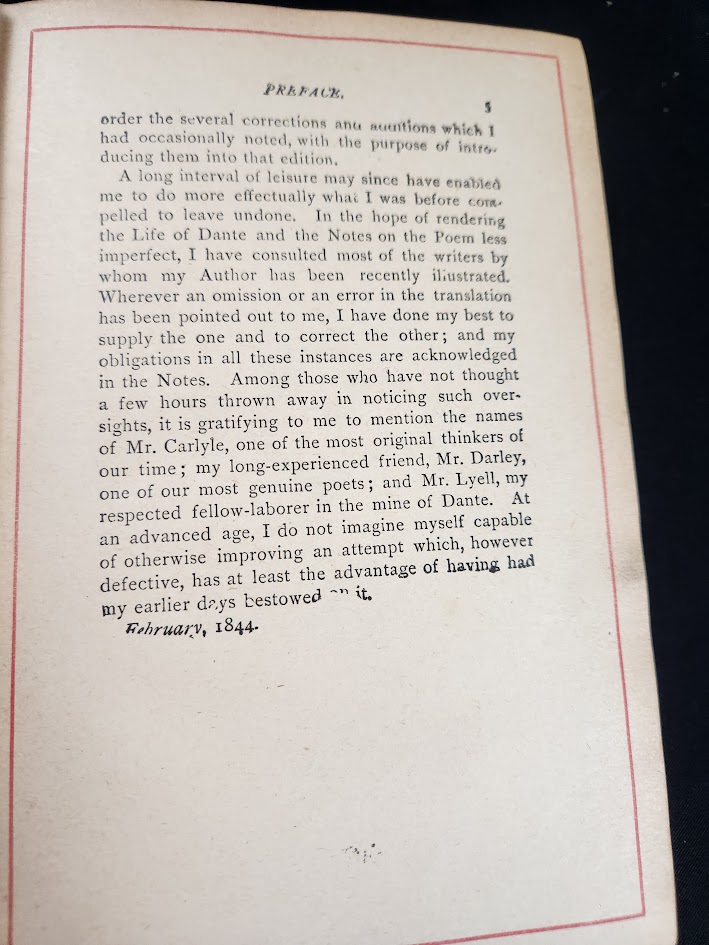 PREFACE. 5
order the several corrections and additions which I
had occasionally noted, with the purpose of intro-
ducing them into that edition.
A long interval of leisure may since have enabled
me to do more effectually what I was before com-
pelled to leave undone. In the hope of rendering
the Life of Dante and the Notes on the Poem less
imperfect, I have consulted most of the writers by
whom my Author has been recently illustrated.
Wherever an omission or an error in the translation
has been pointed out to me, I have done my best to
supply the one and to correct the other; and my
obligations in all these instances are acknowledged
in the Notes. Among those who have not thought
a few hours thrown away in noticing such over-
sights, it is gratifying to me to mention the names
of Mr. Carlyle, one of the most original thinkers of
our time; my long-experienced friend, Mr. Darley,
one of our most genuine poets; and Mr. Lyell, my
respected fellow-laborer in the mine of Dante. At
an advanced age, I do not imagine myself capable
of otherwise improving an attempt which, however
defective, has at least the advantage of having had
my earlier days bestowed on it.
February, 1844.